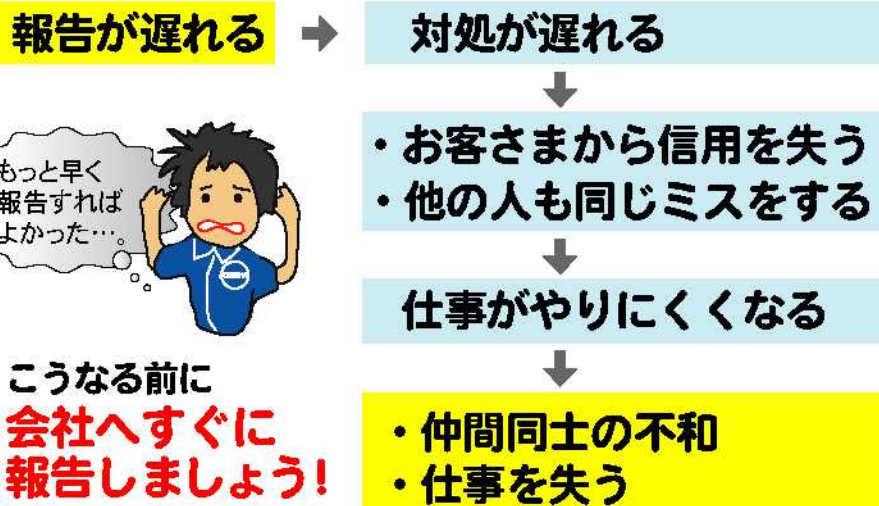 報告が遅れる
対処が遅れる
・お客さまから信用を失う
・他の人も同じミスをする
仕事がやりにくくなる
・仲間同士の不和
・仕事を失う
もっと早く
報告すれば
よかった…。
こうなる前に
会社へすぐに
報告しましょう!